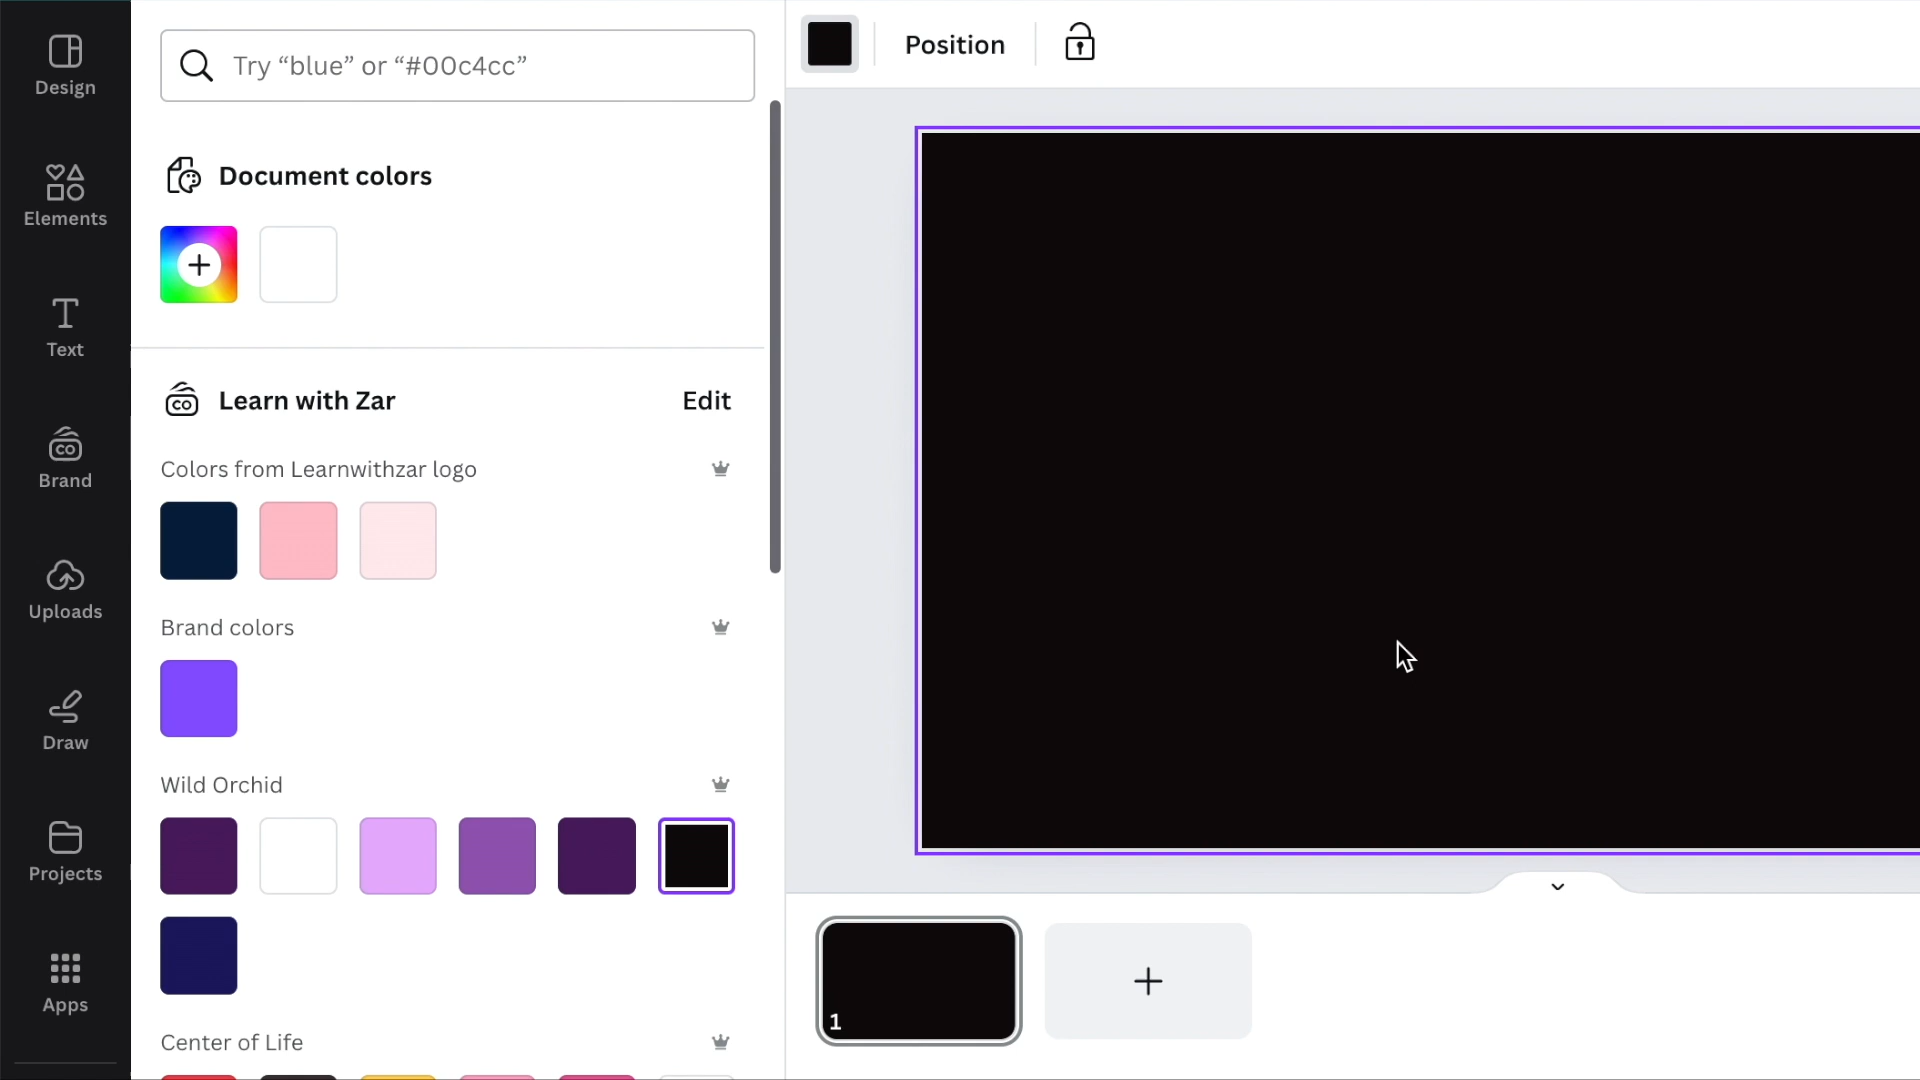 Design
Elements
Text
Brand
Uploads
Draw
Projects
Apps
Try “blue” or “#00c4cc”
Document colors
Learn with Zar
Edit
Colors from Learnwithzar logo
Brand colors
Wild Orchid
Center of Life
Position
1